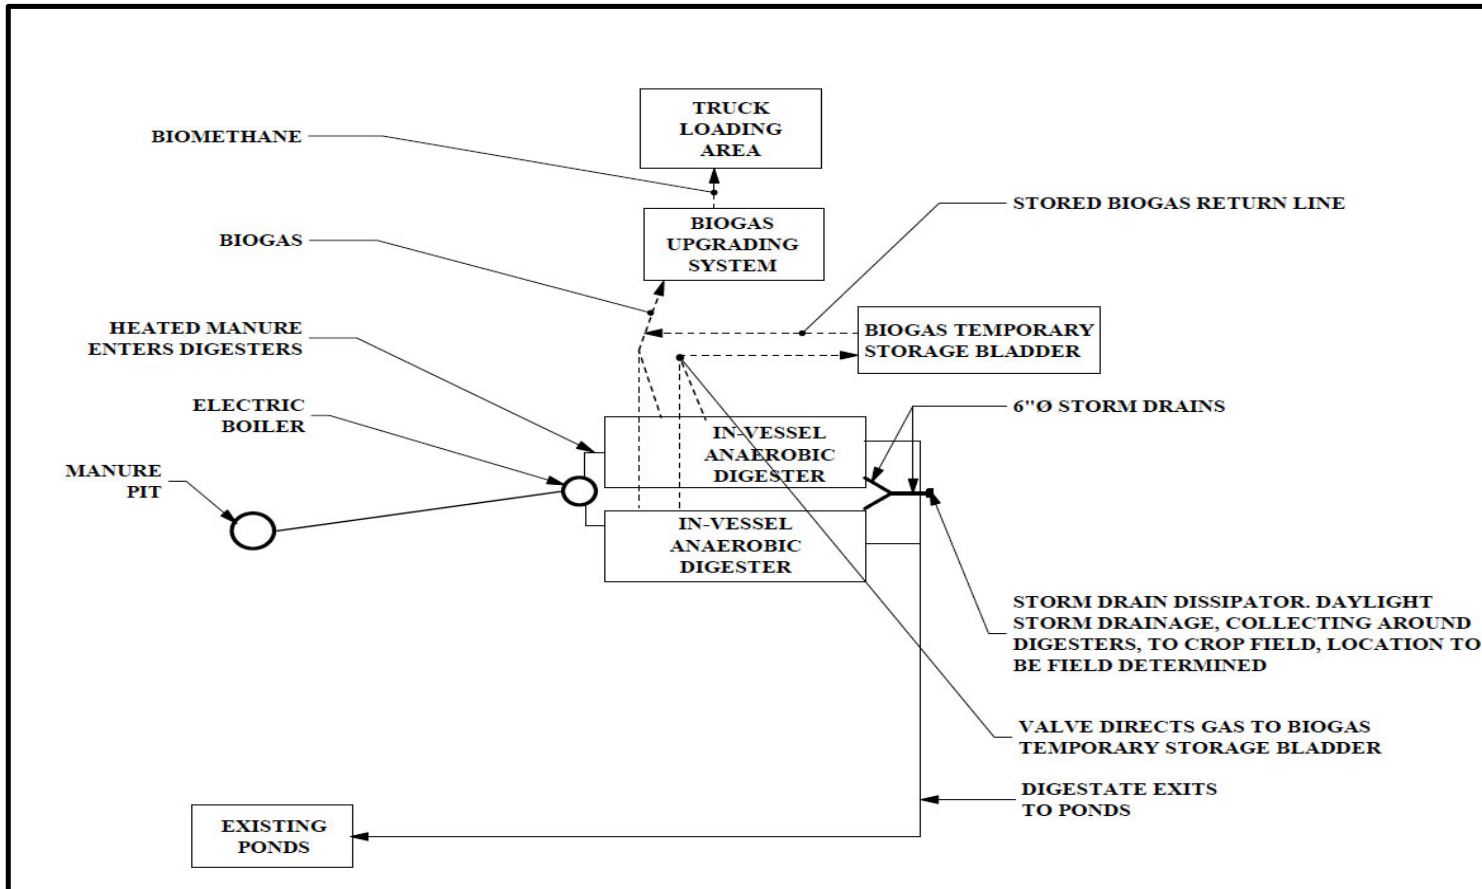 TRUCK
LOADING
AREA
BIOMETHANE
STORED BIOGAS RETURN LINE
BIOGAS
UPGRADING
SYSTEM
BIOGAS
HEATED MANURE
ENTERS DIGESTERS
BIOGAS TEMPORARY
STORAGE BLADDER
ELECTRIC
BOILER
6"Ø STORM DRAINS
IN-VESSEL
ANAEROBIC
DIGESTER
MANURE
PIT
IN-VESSEL
ANAEROBIC
DIGESTER
STORM DRAIN DISSIPATOR. DAYLIGHT
STORM DRAINAGE, COLLECTING AROUND
DIGESTERS, TO CROP FIELD, LOCATION TO
BE FIELD DETERMINED
VALVE DIRECTS GAS TO BIOGAS
TEMPORARY STORAGE BLADDER
DIGESTATE EXITS
TO PONDS
EXISTING
PONDS